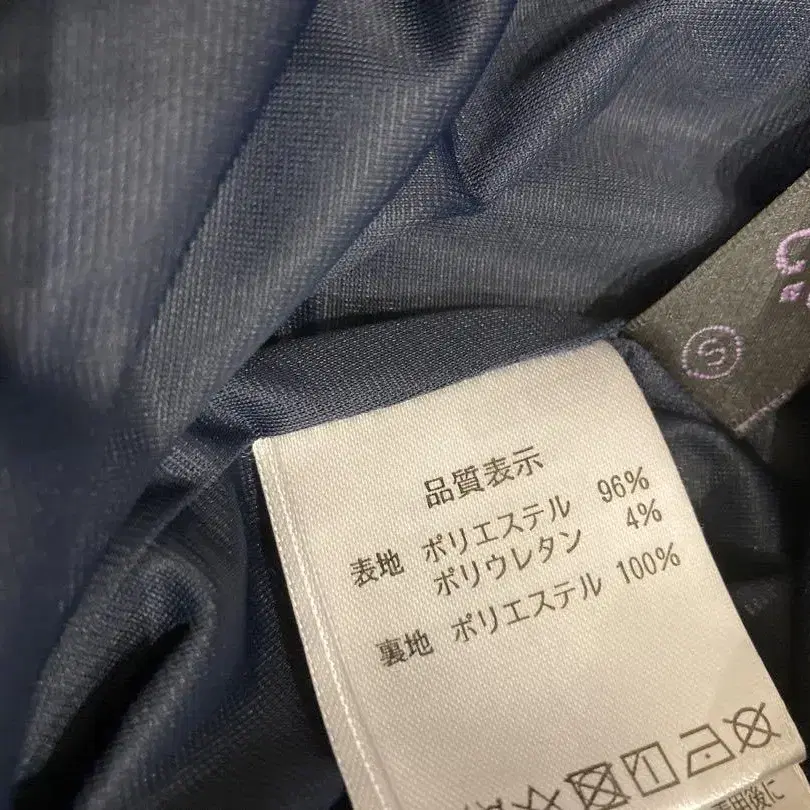 S
品質表示
表地 ポリエステル 96%
ポリウレタン 4%
裏地 ポリエステル 100%